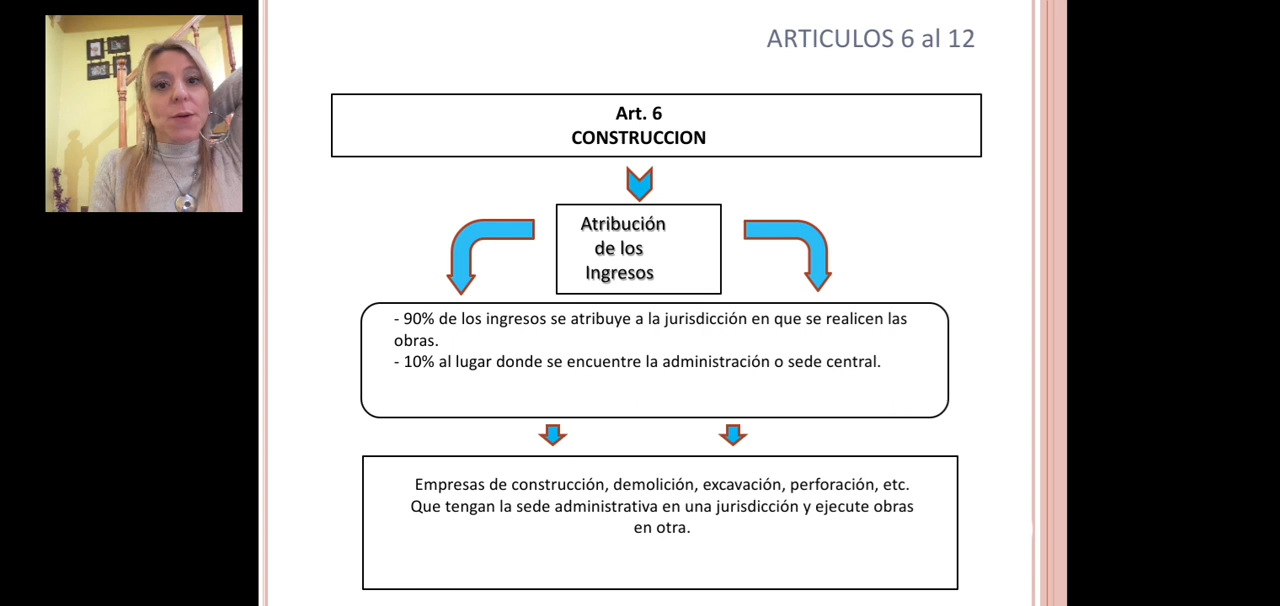 ARTICULOS 6 al 12
Art. 6
CONSTRUCCION
Atribución
de los
Ingresos
- 90% de los ingresos se atribuye a la jurisdicción en que se realicen las
obras.
- 10% al lugar donde se encuentre la administración o sede central.
Empresas de construcción, demolición, excavación, perforación, etc.
Que tengan la sede administrativa en una jurisdicción y ejecute obras
en otra.